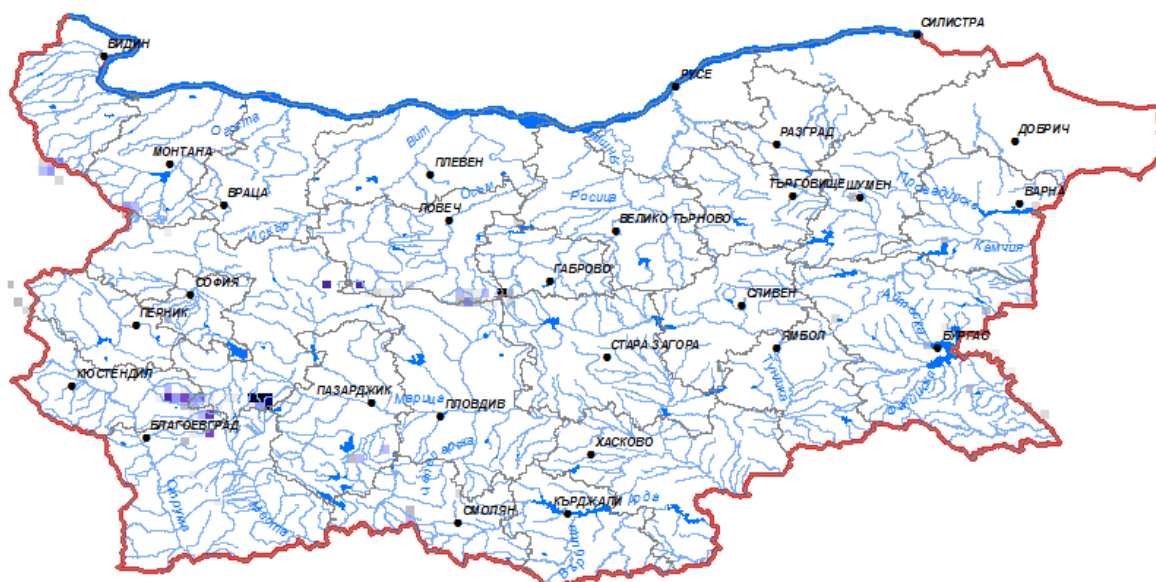 СИЛИСТРА
ВИДИН
РУСЕ
Огоста
Вит
РАЗГРАД
ДОБРИЧ
МОНТАНА
ПЛЕВЕН
ВРАЦА
Осъм
Росица
ТЪРГОВИЩЕ
ШУМЕН
Провадийска
ВАРНА
ЛОВЕЧ
ВЕЛИКО ТЪРНОВО
Искър
Камчия
СОФИЯ
ГАБРОВО
СЛИВЕН
ПЕРНИК
ЯМБОЛ
БУРГАС
СТАРА ЗАГОРА
Тунджа
КЮСТЕНДИЛ
ПАЗАРДЖИК
Марица
ПЛОВДИВ
БЛАГОЕВГРАД
ХАСКОВО
Струма
Места
СМОЛЯН
КЪРДЖАЛИ